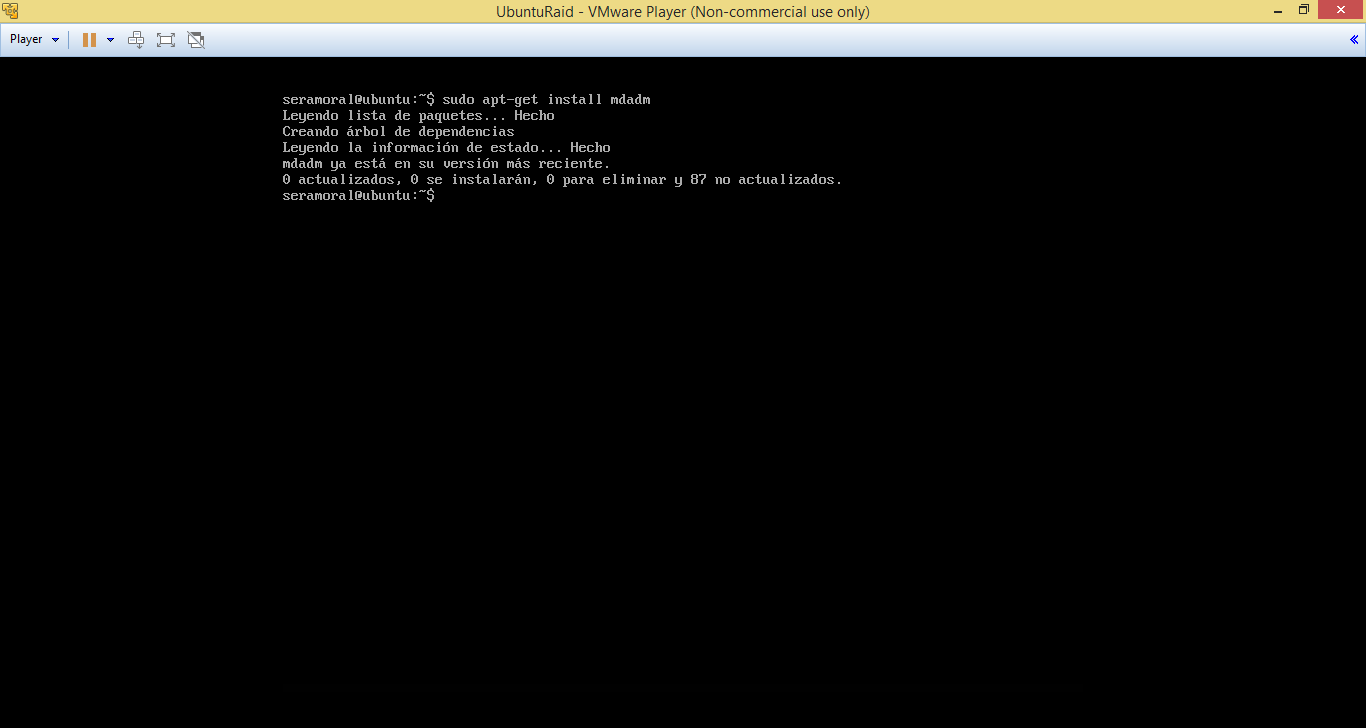 UbuntuRaid - VMware Player (Non-commercial use only)
Player
seramoral@ubuntu:~$ sudo apt-get install mdadm
Leyendo lista de paquetes... Hecho
Creando árbol de dependencias
Leyendo la información de estado... Hecho
mdadm ya está en su versión más reciente.
0 actualizados, 0 se instalarán, 0 para eliminar y 87 no actualizados.
seramoral@ubuntu:~$